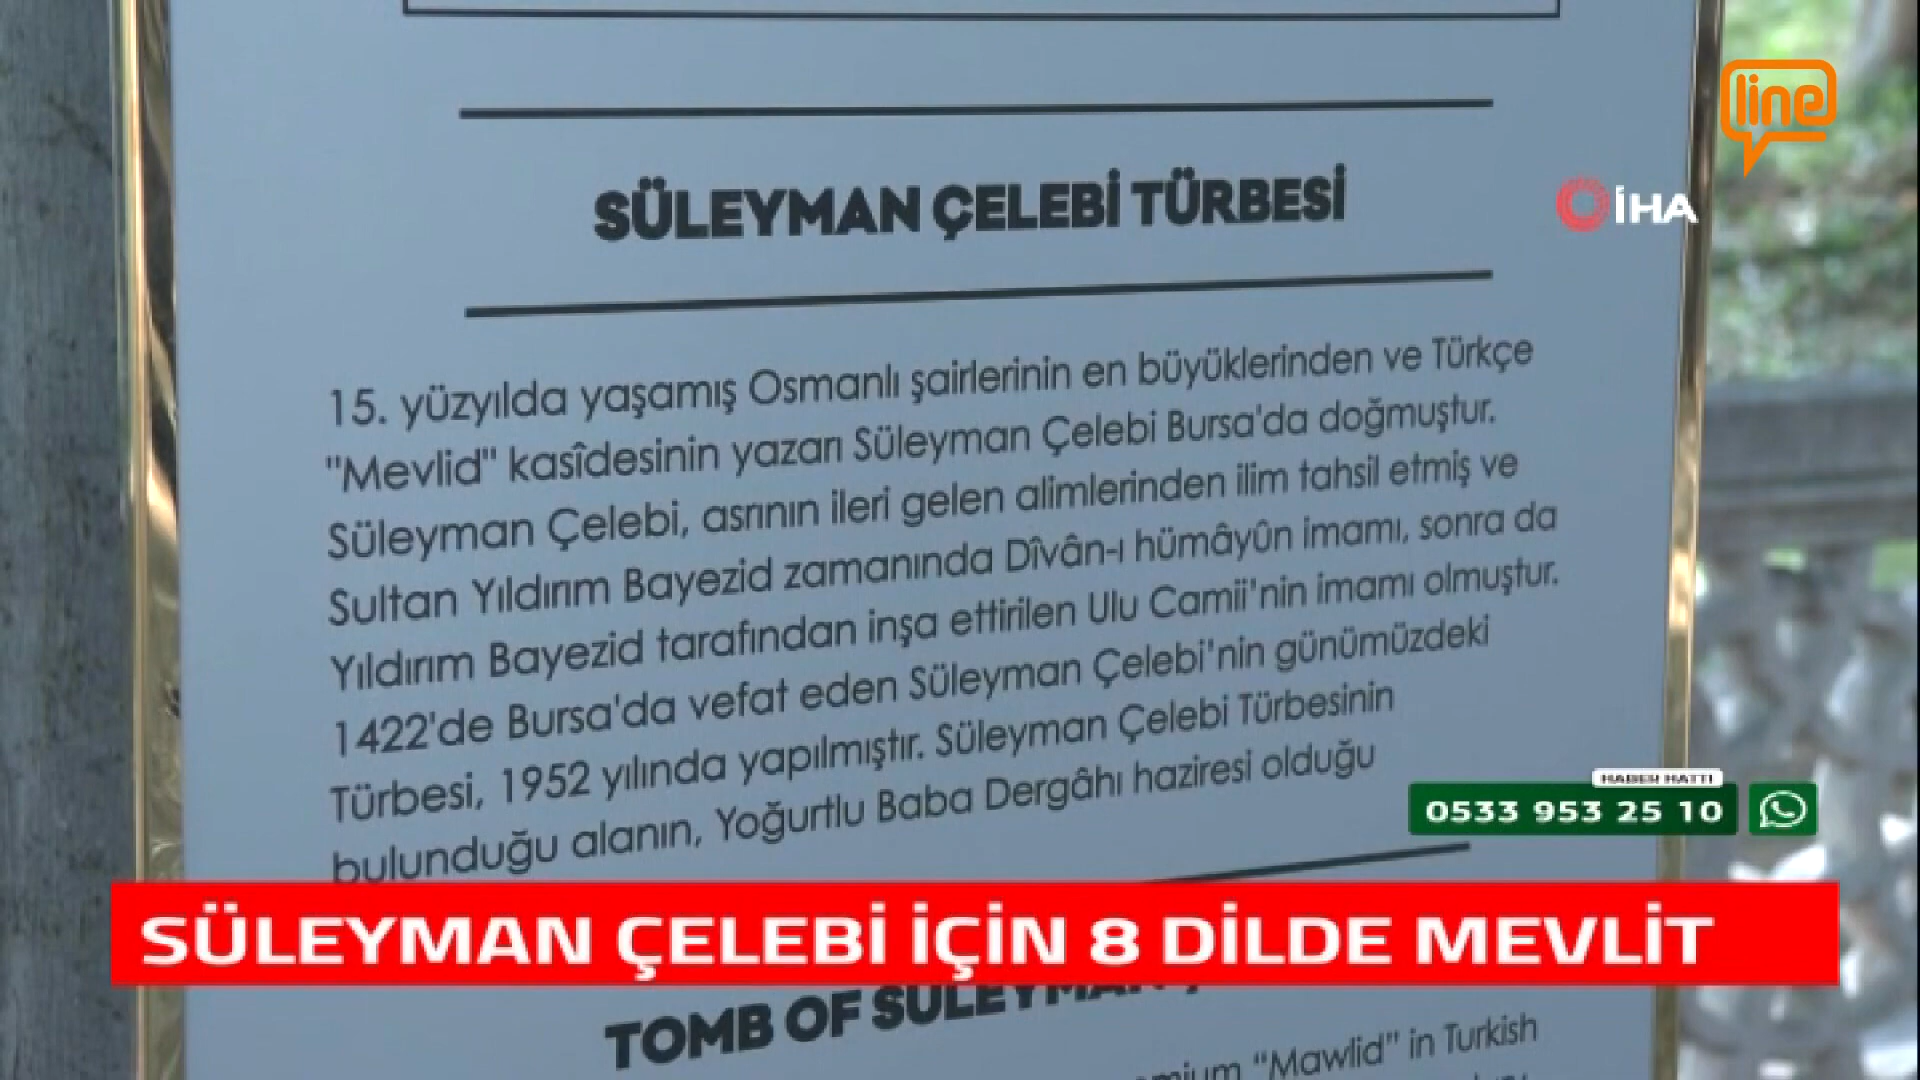 line
SÜLEYMAN ÇELEBİ TÜRBESİ
İHA
15. yüzyılda yaşamış Osmanlı şairlerinin en büyüklerinden ve Türkçe
"Mevlid" kasîdesinin yazarı Süleyman Çelebi Bursa'da doğmuştur.
Süleyman Çelebi, asrının ileri gelen alimlerinden ilim tahsil etmiş ve
Sultan Yıldırım Bayezid zamanında Dîvân-ı hümâyûn imamı, sonra da
Yıldırım Bayezid tarafından inşa ettirilen Ulu Camii'nin imamı olmuştur.
1422'de Bursa'da vefat eden Süleyman Çelebi'nin günümüzdeki
Türbesi, 1952 yılında yapılmıştır. Süleyman Çelebi Türbesinin
bulunduğu alanın, Yoğurtlu Baba Dergâhı haziresi olduğu
HABER HATTI
0533 953 25 10
SÜLEYMAN ÇELEBİ İÇİN 8 DİLDE MEVLİT
TOMB OF SÜLEYMAN
"Mawlid" in Turkish